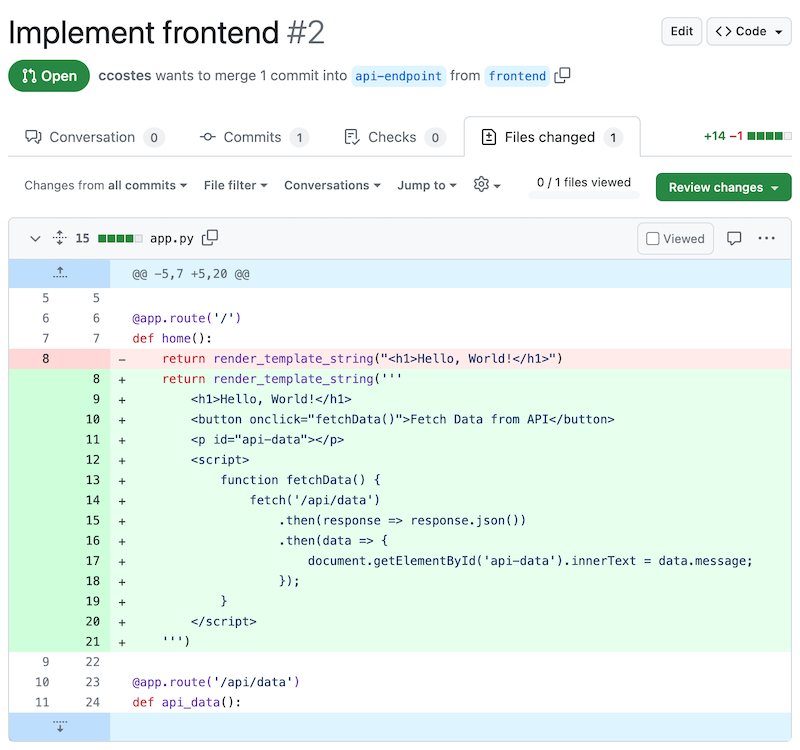 Implement frontend #2
Edit
<> Code
Open
ccostes wants to merge 1 commit into api-endpoint from frontend
Conversation 0
Commits 1
Checks 0
Files changed 1
+14 −1
Changes from all commits
File filter
Conversations
Jump to
0 / 1 files viewed
Review changes
15 app.py
Viewed
@@ -5,7 +5,20 @@
5 5
6 6 @app.route('/')
7 7 def home():
8 - return render_template_string("<h1>Hello, World!</h1>")
8 + return render_template_string('''
9 + <h1>Hello, World!</h1>
10 + <button onclick="fetchData()">Fetch Data from API</button>
11 + <p id="api-data"></p>
12 + <script>
13 + function fetchData() {
14 + fetch('/api/data')
15 + .then(response => response.json())
16 + .then(data => {
17 + document.getElementById('api-data').innerText = data.message;
18 + });
19 + }
20 + </script>
21 + ''')
9 22
10 23 @app.route('/api/data')
11 24 def api_data():